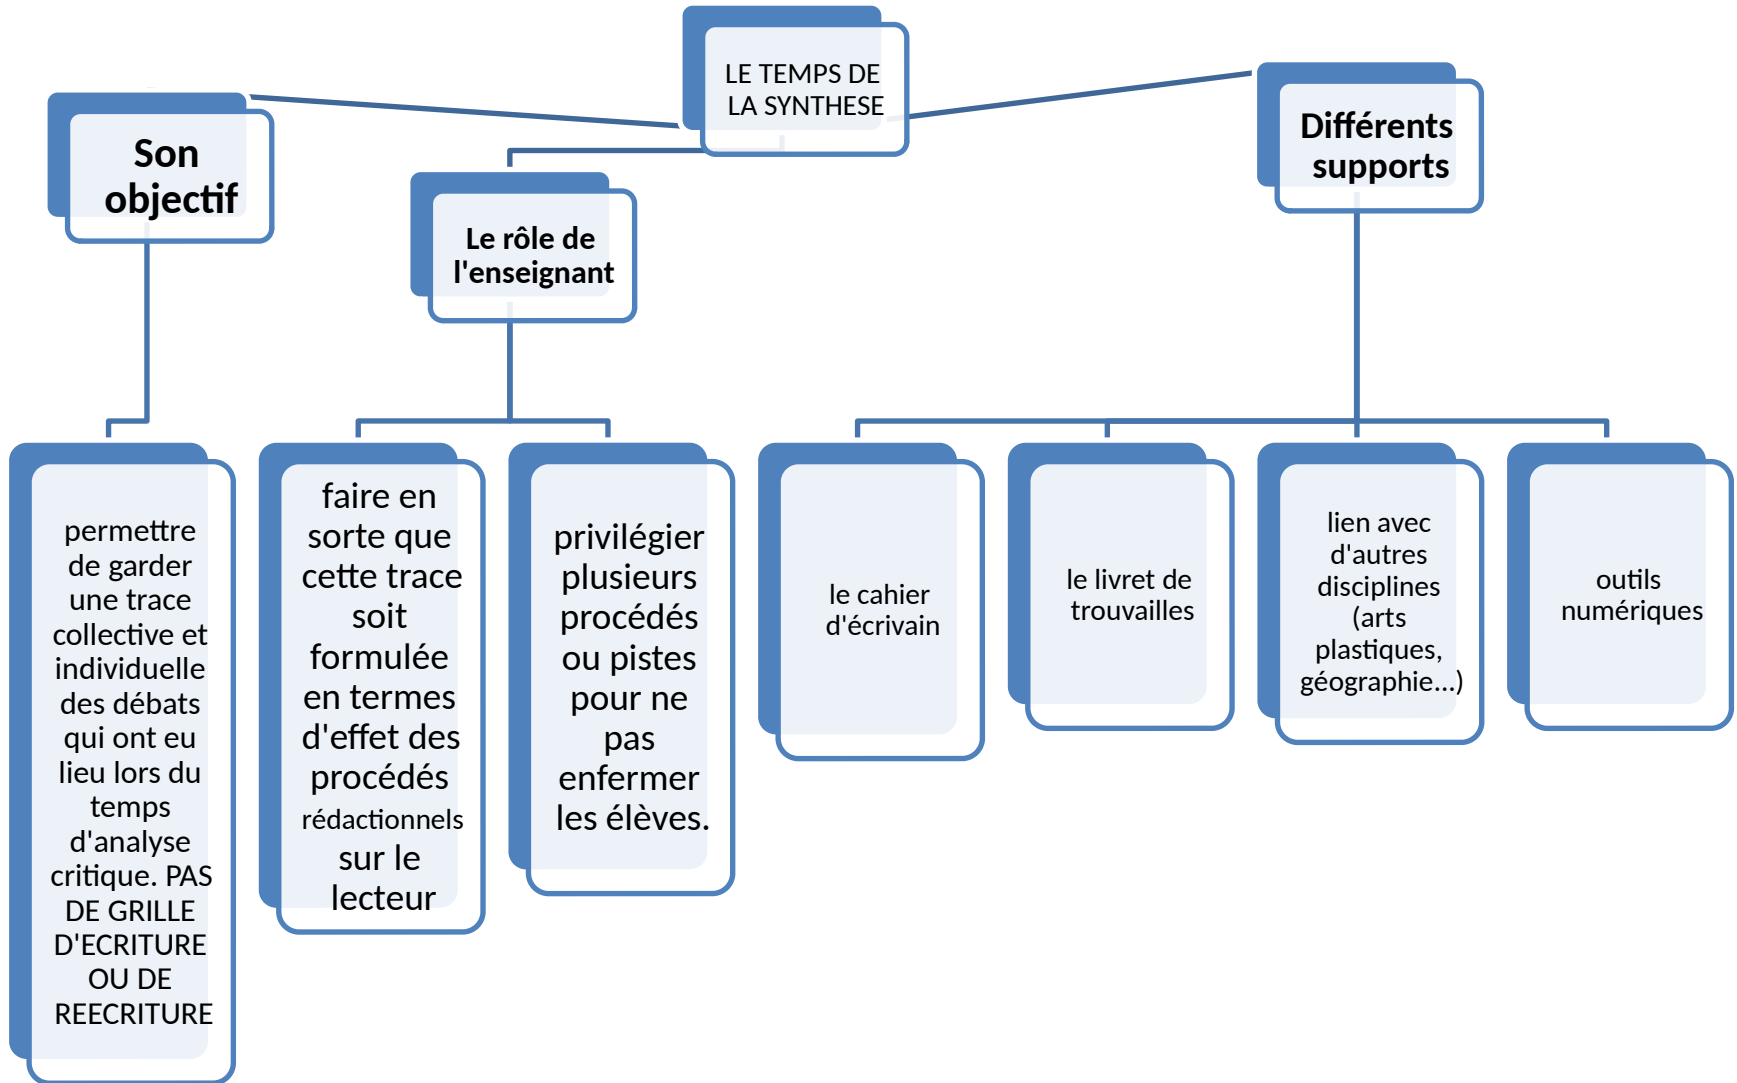 LE TEMPS DE
LA SYNTHESE
Son
objectif
Le rôle de
l'enseignant
Différents
supports
permettre
de garder
une trace
collective et
individuelle
des débats
qui ont eu
lieu lors du
temps
d'analyse
critique. PAS
DE GRILLE
D'ECRITURE
OU DE
REECRITURE
faire en
sorte que
cette trace
soit
formulée
en termes
d'effet des
procédés
rédactionnels
sur le
lecteur
privilégier
plusieurs
procédés
ou pistes
pour ne
pas
enfermer
les élèves.
le cahier
d'écrivain
le livret de
trouvailles
lien avec
d'autres
disciplines
(arts
plastiques,
géographie...)
outils
numériques